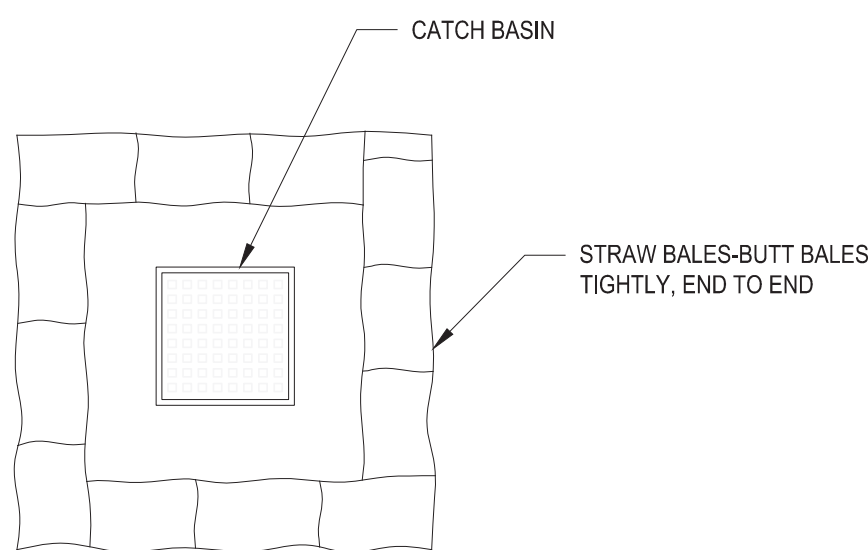 CATCH BASIN
STRAW BALES-BUTT BALES
TIGHTLY, END TO END